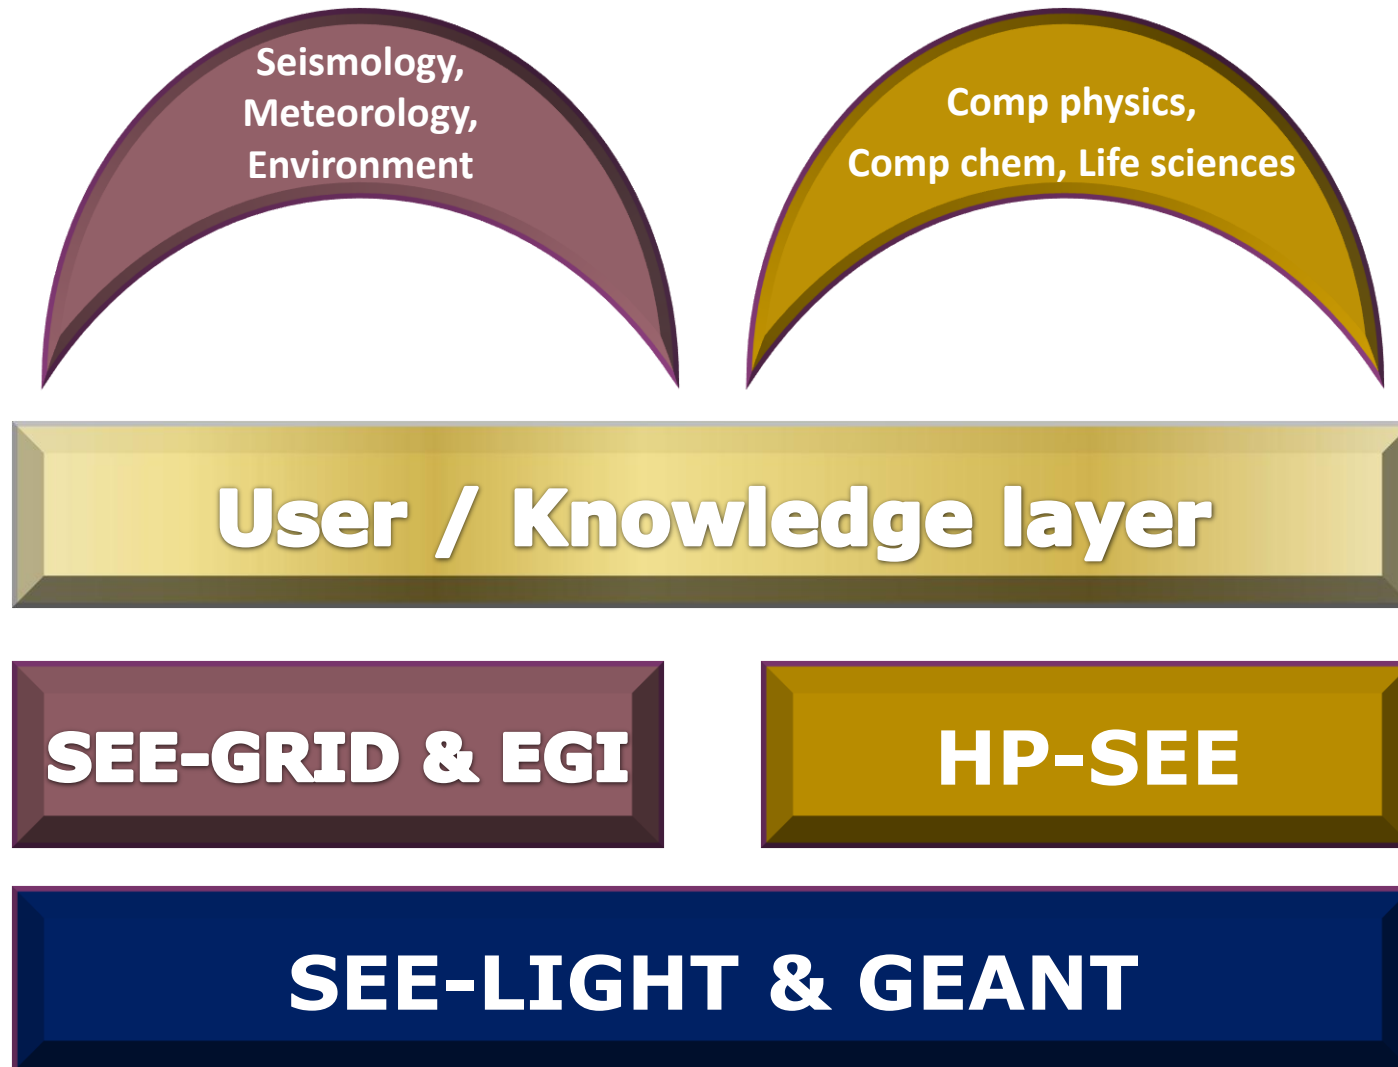 Seismology,
Meteorology,
Environment
Comp physics,
Comp chem, Life sciences
User / Knowledge layer
SEE-GRID & EGI
HP-SEE
SEE-LIGHT & GEANT